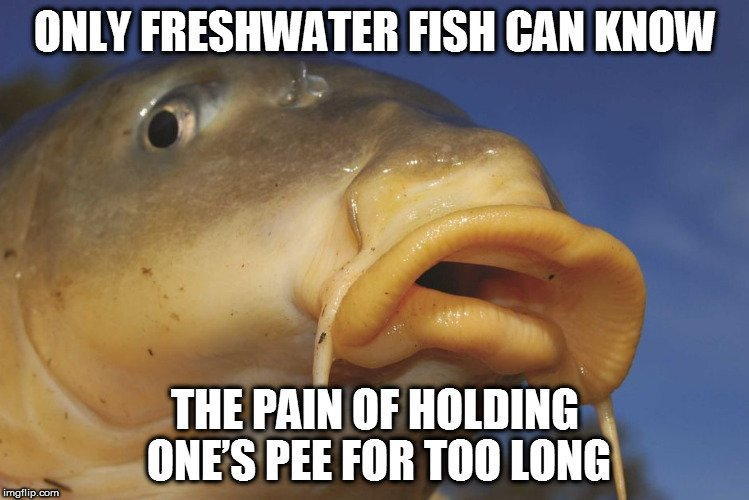 ONLY FRESHWATER FISH CAN KNOW
THE PAIN OF HOLDING
ONE’S PEE FOR TOO LONG
imgflip.com